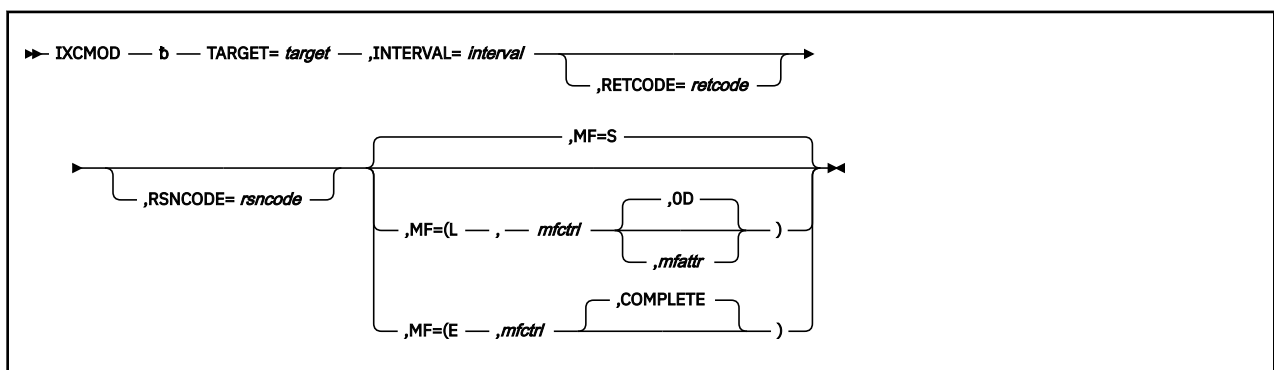 IXCMOD ƀ TARGET= target ,INTERVAL= interval
,RETCODE= retcode
,MF=S
,RSNCODE= rsncode
,0D
,MF=(L , mfctrl )
,mfattr
,COMPLETE
,MF=(E ,mfctrl )